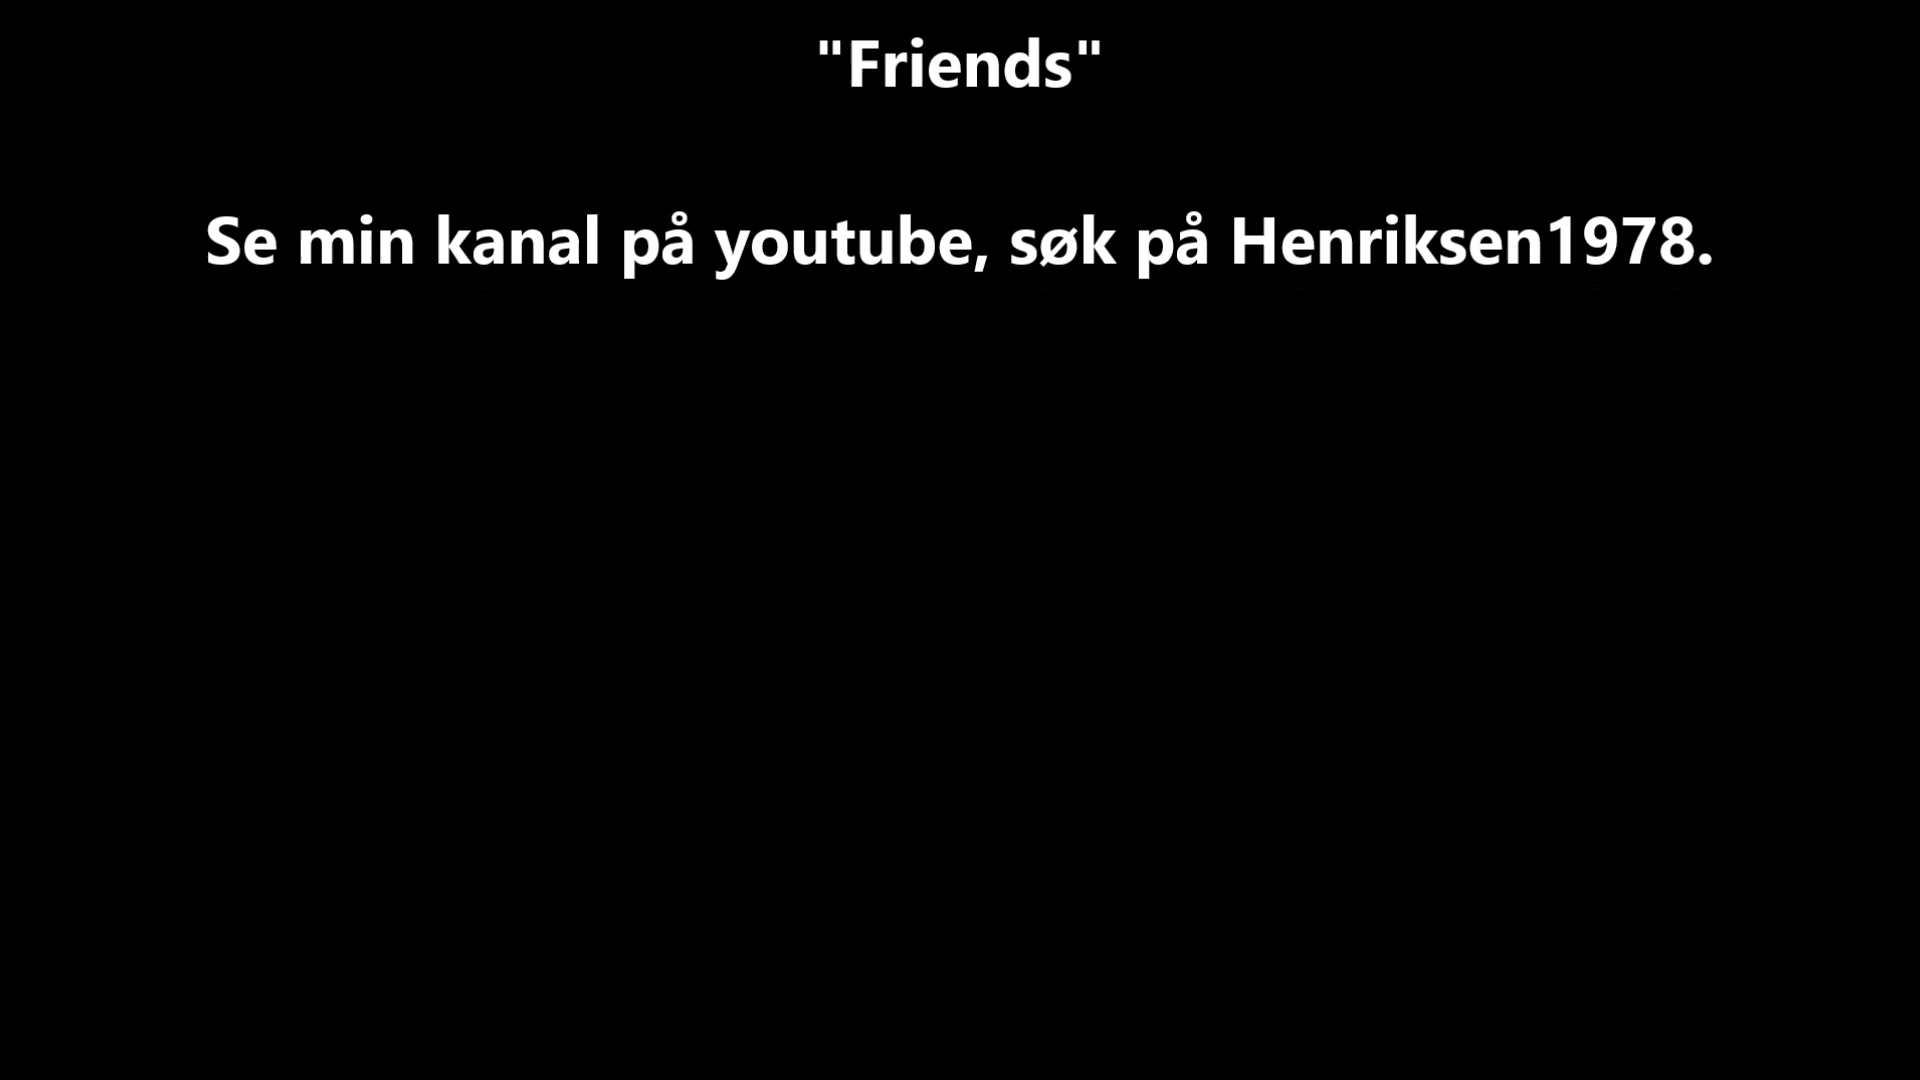 "Friends"
Se min kanal på youtube, søk på Henriksen1978.